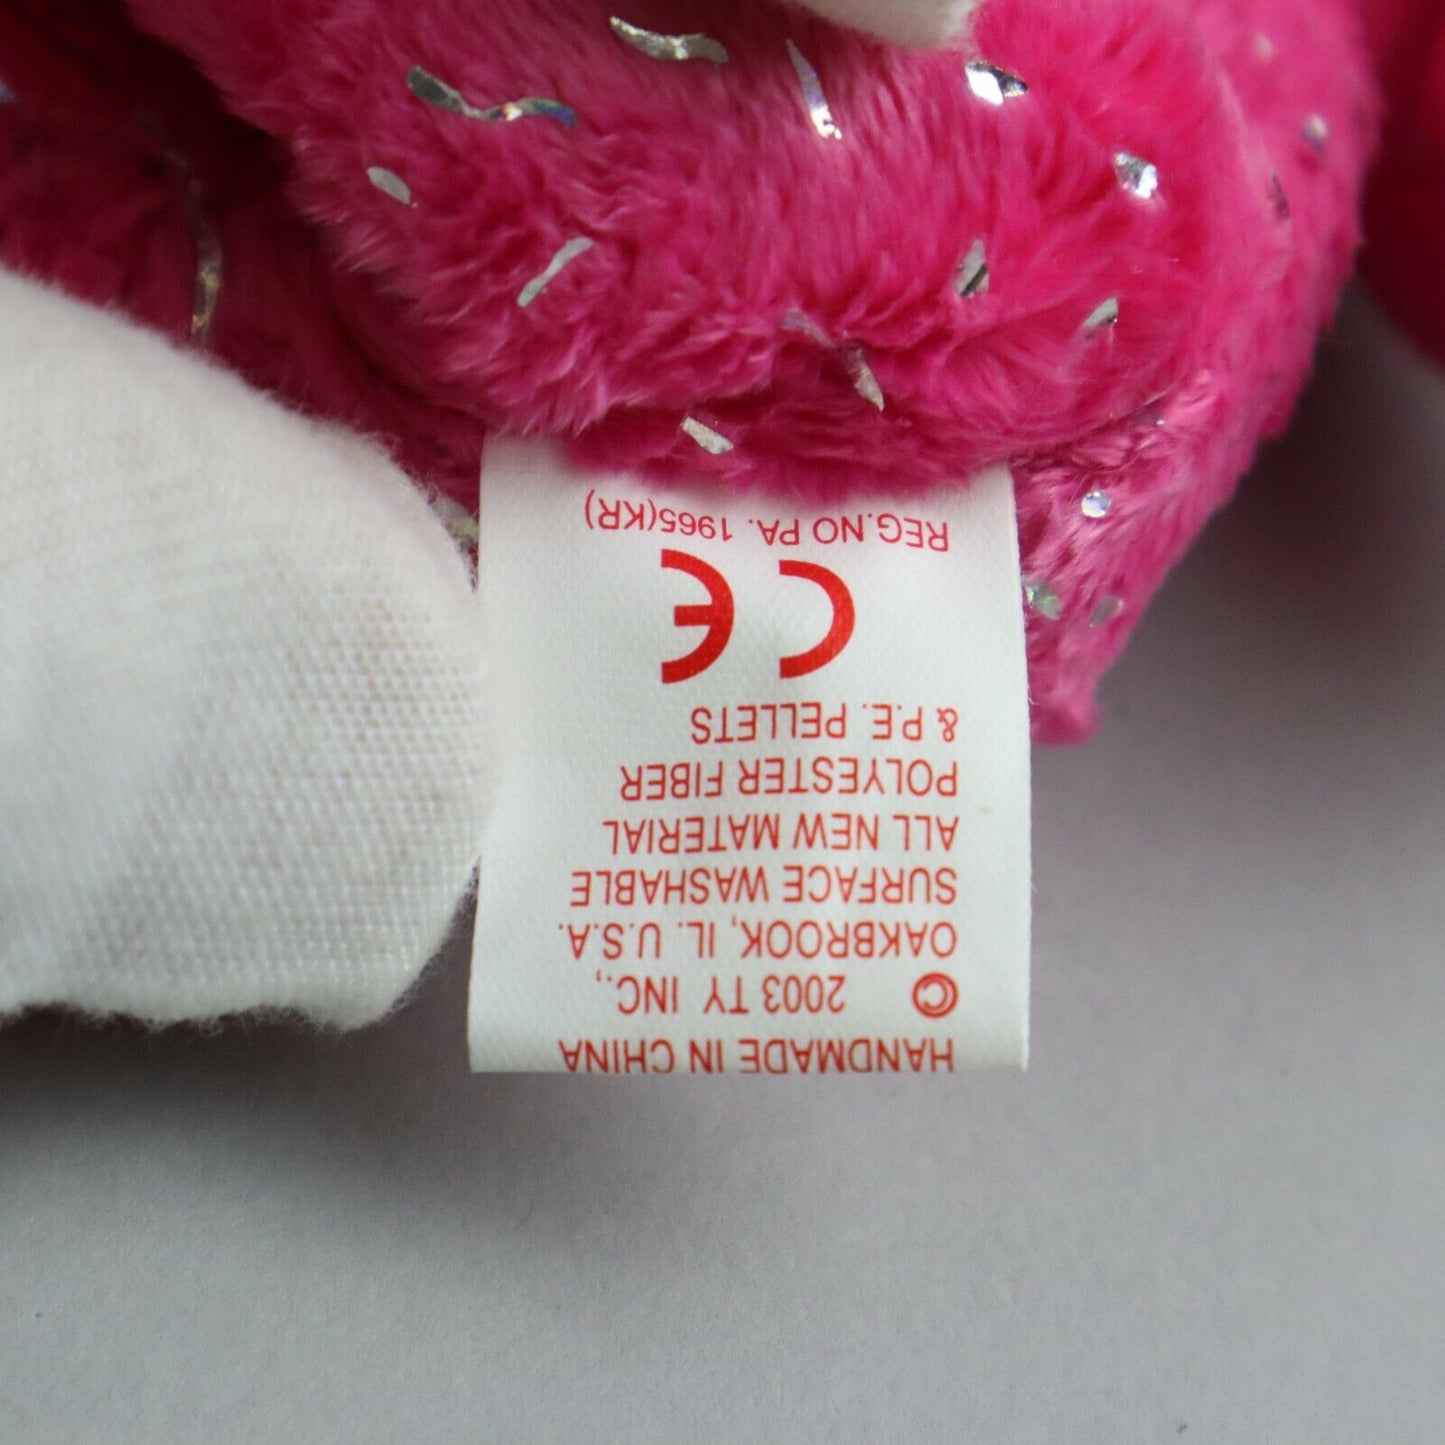 HANDMADE IN CHINA
© 2003 TY INC.,
OAKBROOK, IL. U.S.A.
SURFACE WASHABLE
ALL NEW MATERIAL
POLYESTER FIBER
& P.E. PELLETS
CE
REG.NO PA. 1965(KR)